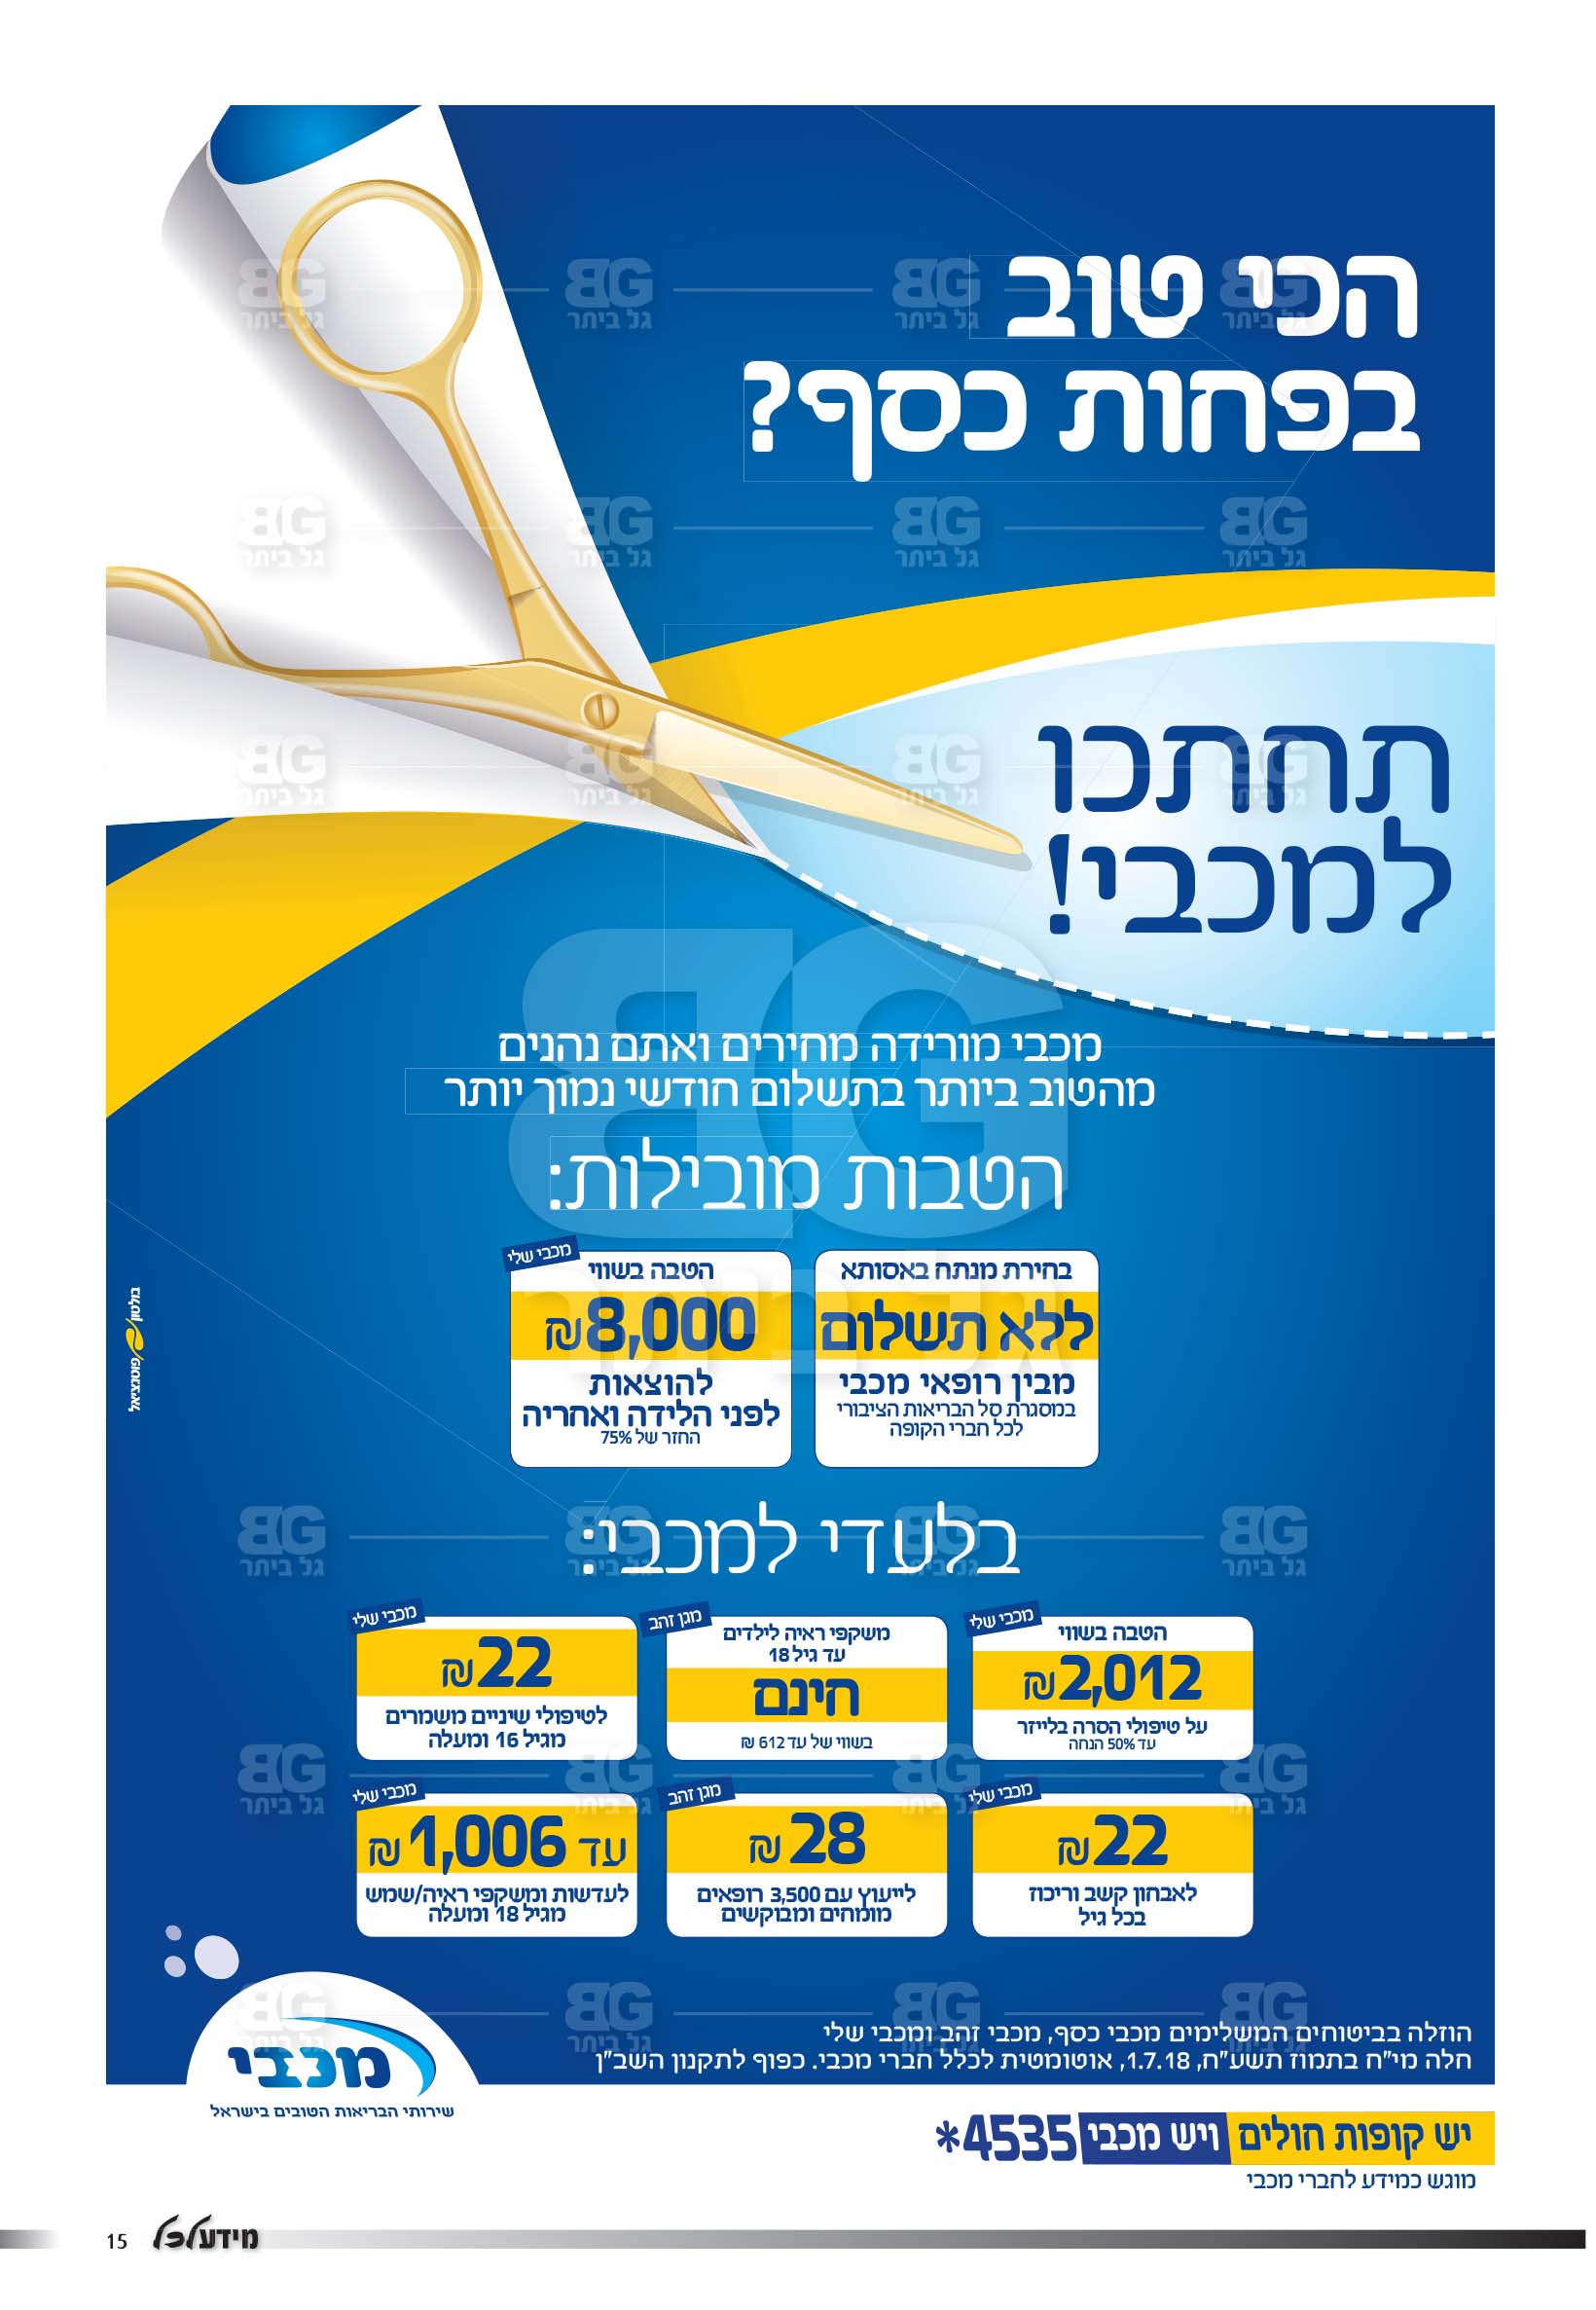 הכי טוב
בפחות כסף?
תחתכו
למכבי!
מכבי מורידה מחירים ואתם נהנים
מהטוב ביותר בתשלום חודשי נמוך יותר
הטבות מובילות:
בחירת מנתח באסותא
ללא תשלום
מבין רופאי מכבי
במסגרת סל הבריאות הציבורי
לכל חברי הקופה
מכבי שלי
הטבה בשווי
8,000₪
להוצאות
לפני הלידה ואחריה
החזר של 75%
בולטון פוטנציאל
בלעדי למכבי:
מכבי שלי
הטבה בשווי
2,012₪
על טיפולי הסרה בלייזר
עד 50% הנחה
מגן זהב
משקפי ראיה לילדים
עד גיל 18
חינם
בשווי של עד 612 ₪
מכבי שלי
22₪
לטיפולי שיניים משמרים
מגיל 16 ומעלה
מכבי שלי
22₪
לאבחון קשב וריכוז
בכל גיל
מגן זהב
28 ₪
לייעוץ עם 3,500 רופאים
מומחים ומבוקשים
מכבי שלי
עד 1,006 ₪
לעדשות ומשקפי ראיה/שמש
מגיל 18 ומעלה
הוזלה בביטוחים המשלימים מכבי כסף, מכבי זהב ומכבי שלי
חלה מי"ח בתמוז תשע"ח, 1.7.18, אוטומטית לכלל חברי מכבי. כפוף לתקנון השב"ן
מכבי
שירותי הבריאות הטובים בישראל
יש קופות חולים ויש מכבי 4535*
מוגש כמידע לחברי מכבי
מידע לכל 15
BG
גל ביתר